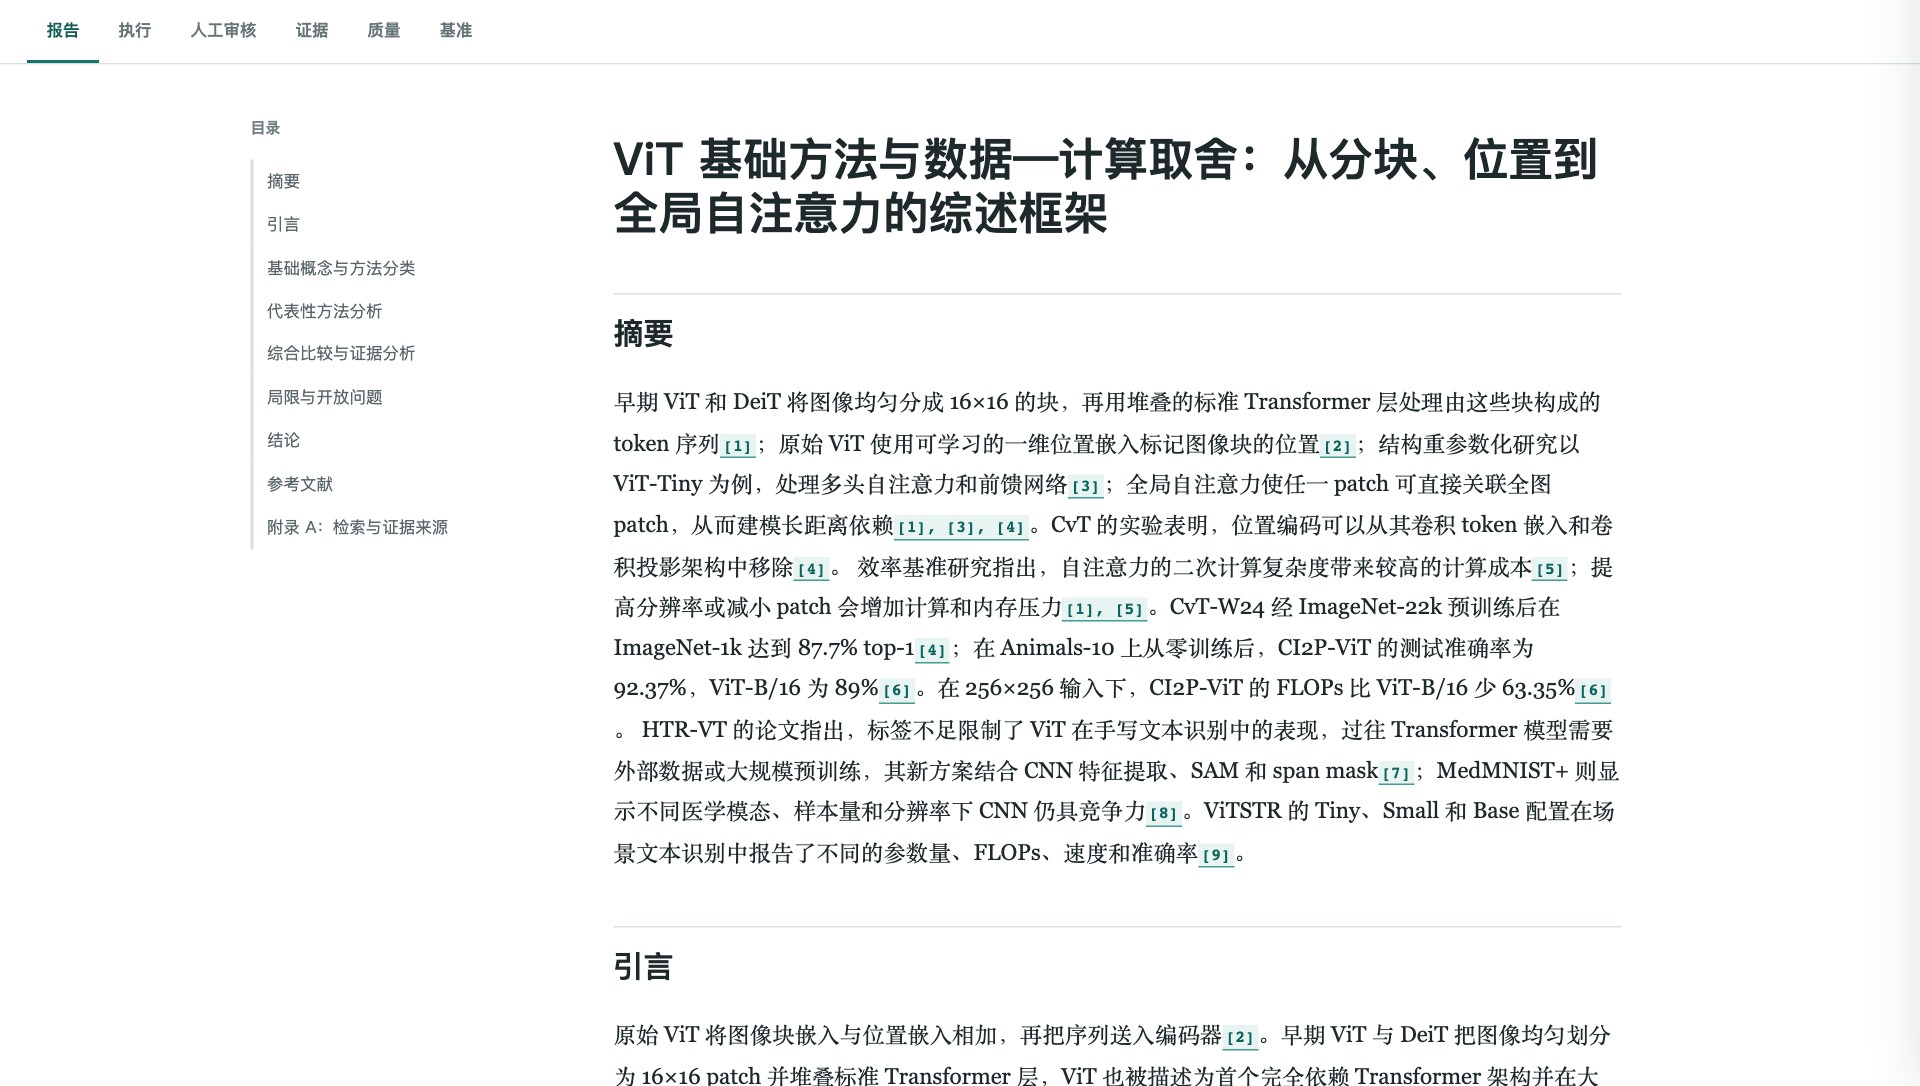 报告 执行 人工审核 证据 质量 基准
目录
摘要
引言
基础概念与方法分类
代表性方法分析
综合比较与证据分析
局限与开放问题
结论
参考文献
附录 A：检索与证据来源
ViT 基础方法与数据—计算取舍：从分块、位置到
全局自注意力的综述框架
摘要
早期 ViT 和 DeiT 将图像均匀分成 16×16 的块，再用堆叠的标准 Transformer 层处理由这些块构成的
token 序列[1]；原始 ViT 使用可学习的一维位置嵌入标记图像块的位置[2]；结构重参数化研究以
ViT-Tiny 为例，处理多头自注意力和前馈网络[3]；全局自注意力使任一 patch 可直接关联全图
patch，从而建模长距离依赖[1], [3], [4]。CvT 的实验表明，位置编码可以从其卷积 token 嵌入和卷
积投影架构中移除[4]。 效率基准研究指出，自注意力的二次计算复杂度带来较高的计算成本[5]；提
高分辨率或减小 patch 会增加计算和内存压力[1], [5]。CvT-W24 经 ImageNet-22k 预训练后在
ImageNet-1k 达到 87.7% top-1[4]；在 Animals-10 上从零训练后，CI2P-ViT 的测试准确率为
92.37%，ViT-B/16 为 89%[6]。在 256×256 输入下，CI2P-ViT 的 FLOPs 比 ViT-B/16 少 63.35%[6]
。 HTR-VT 的论文指出，标签不足限制了 ViT 在手写文本识别中的表现，过往 Transformer 模型需要
外部数据或大规模预训练，其新方案结合 CNN 特征提取、SAM 和 span mask[7]；MedMNIST+ 则显
示不同医学模态、样本量和分辨率下 CNN 仍具竞争力[8]。ViTSTR 的 Tiny、Small 和 Base 配置在场
景文本识别中报告了不同的参数量、FLOPs、速度和准确率[9]。
引言
原始 ViT 将图像块嵌入与位置嵌入相加，再把序列送入编码器[2]。早期 ViT 与 DeiT 把图像均匀划分
为 16×16 patch 并堆叠标准 Transformer 层，ViT 也被描述为首个完全依赖 Transformer 架构并在大